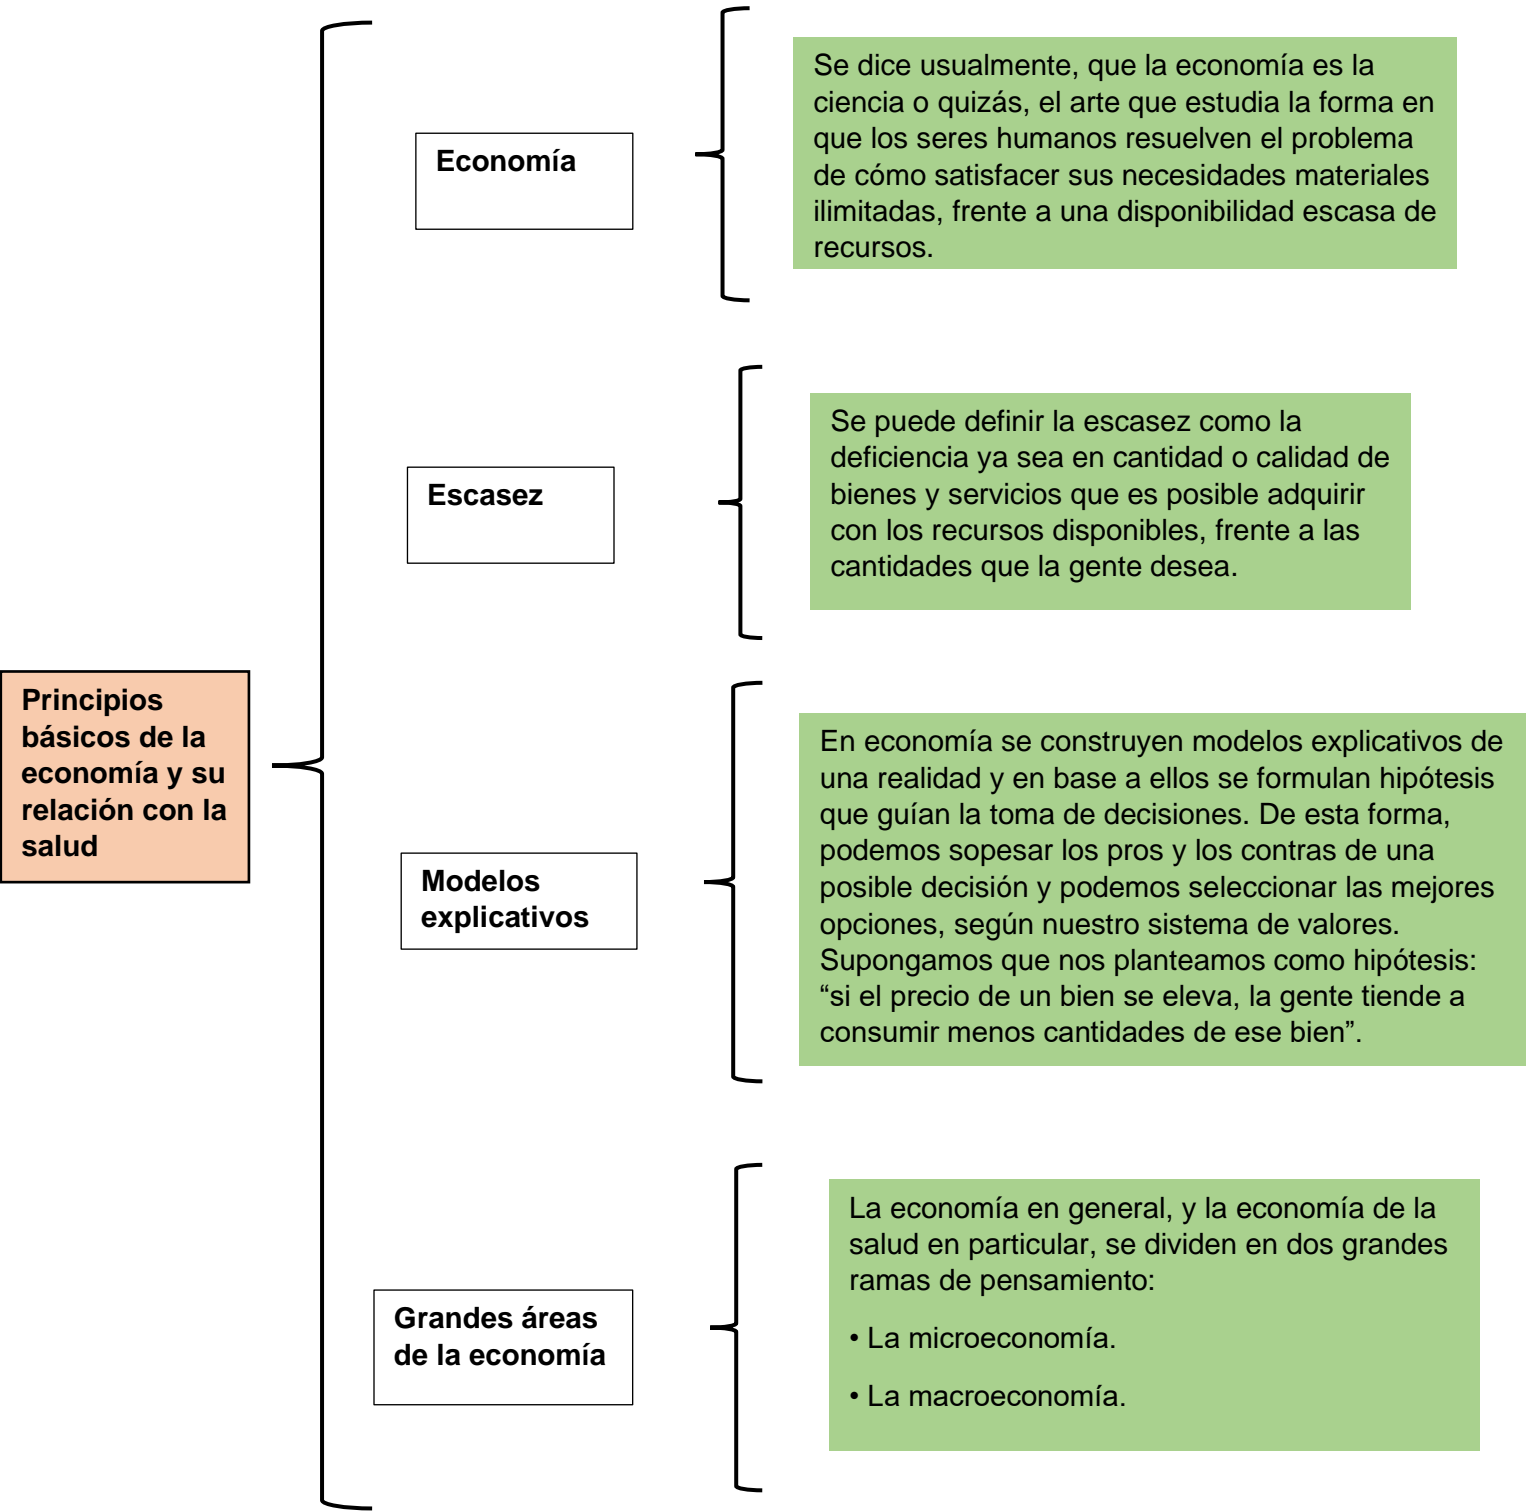 Principios
básicos de la
economía y su
relación con la
salud
Economía
Se dice usualmente, que la economía es la
ciencia o quizás, el arte que estudia la forma en
que los seres humanos resuelven el problema
de cómo satisfacer sus necesidades materiales
ilimitadas, frente a una disponibilidad escasa de
recursos.
Escasez
Se puede definir la escasez como la
deficiencia ya sea en cantidad o calidad de
bienes y servicios que es posible adquirir
con los recursos disponibles, frente a las
cantidades que la gente desea.
Modelos
explicativos
En economía se construyen modelos explicativos de
una realidad y en base a ellos se formulan hipótesis
que guían la toma de decisiones. De esta forma,
podemos sopesar los pros y los contras de una
posible decisión y podemos seleccionar las mejores
opciones, según nuestro sistema de valores.
Supongamos que nos planteamos como hipótesis:
“si el precio de un bien se eleva, la gente tiende a
consumir menos cantidades de ese bien”.
Grandes áreas
de la economía
La economía en general, y la economía de la
salud en particular, se dividen en dos grandes
ramas de pensamiento:
• La microeconomía.
• La macroeconomía.